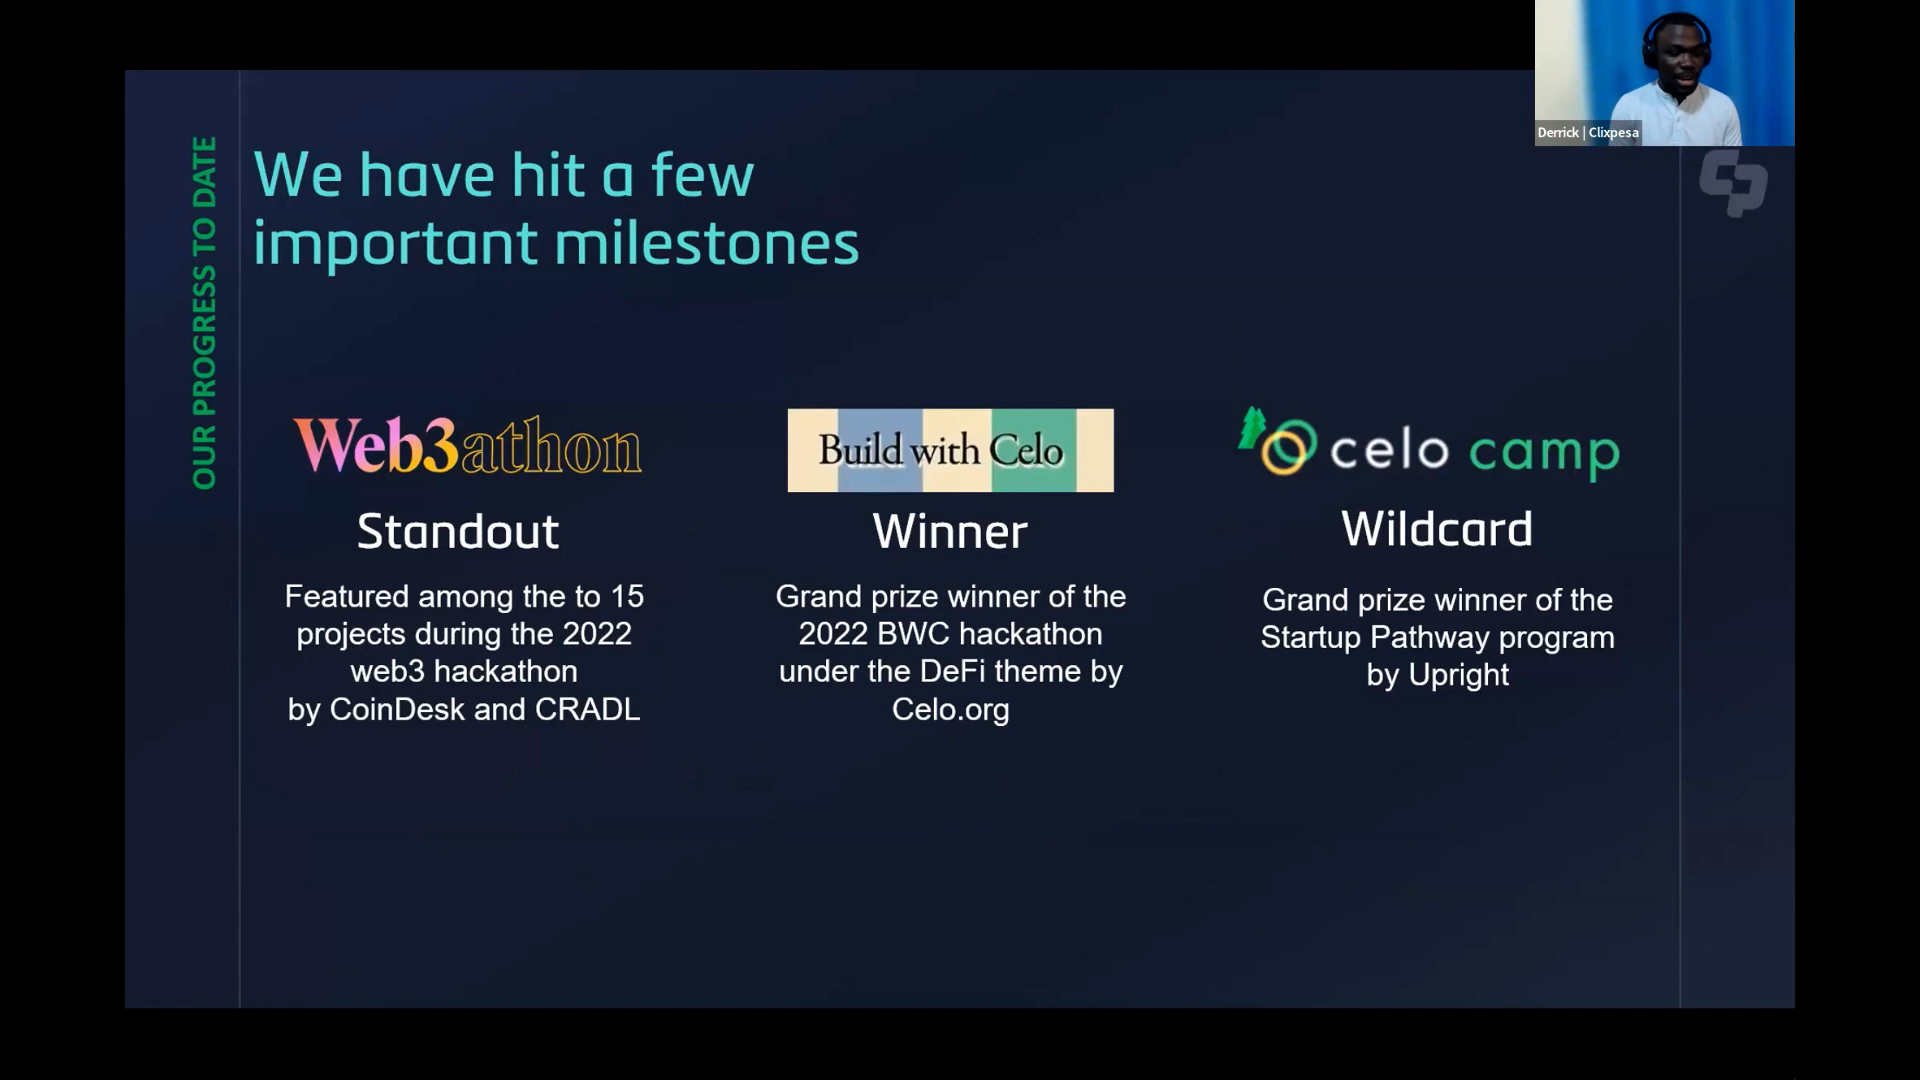 Derrick | Clixpesa
OUR PROGRESS TO DATE
We have hit a few
important milestones
Web3athon
Standout
Featured among the to 15
projects during the 2022
web3 hackathon
by CoinDesk and CRADL
Build with Celo
Winner
Grand prize winner of the
2022 BWC hackathon
under the DeFi theme by
Celo.org
celo camp
Wildcard
Grand prize winner of the
Startup Pathway program
by Upright